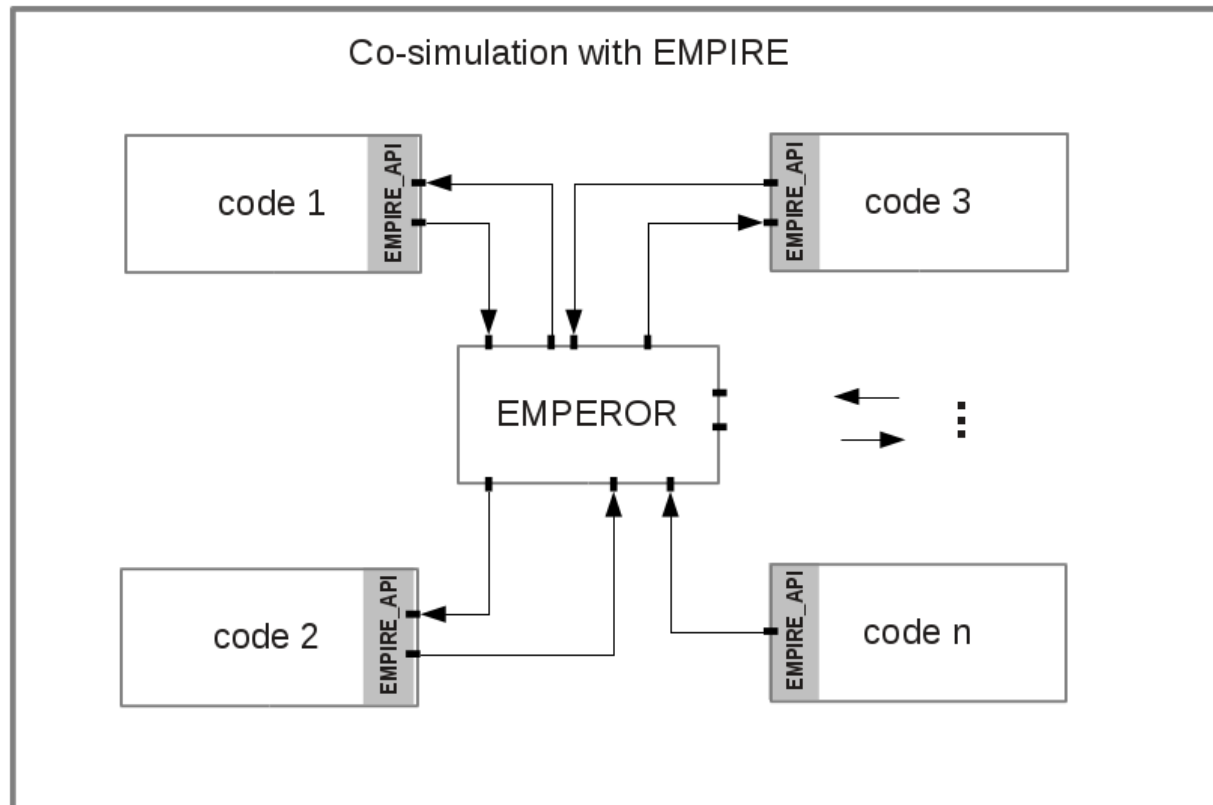 Co-simulation with EMPIRE
code 1
EMPIRE_API
EMPIRE_API
code 3
EMPEROR
code 2
EMPIRE_API
EMPIRE_API
code n